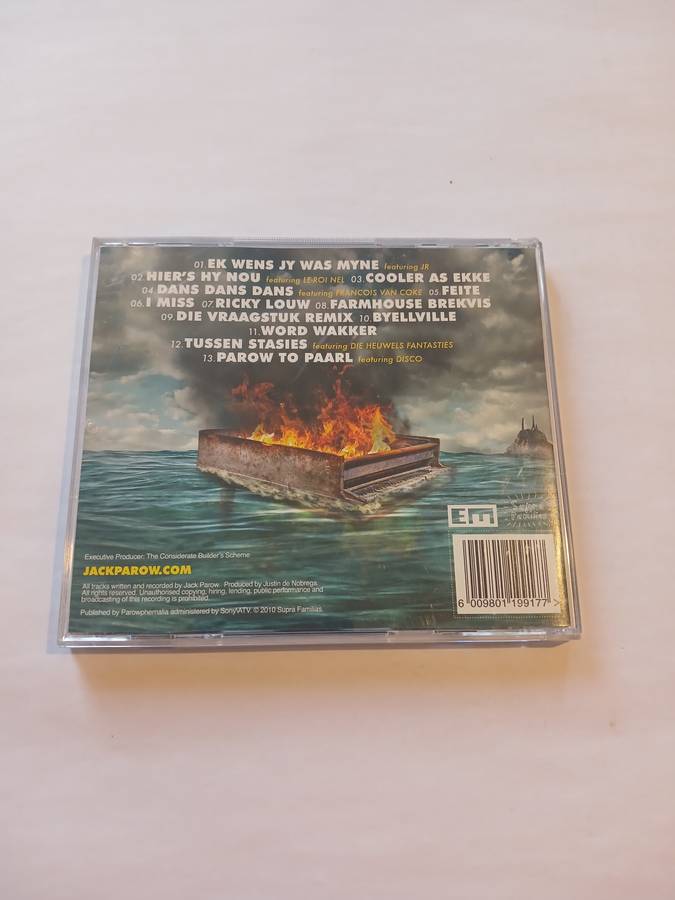 01. EK WENS JY WAS MYNE featuring JR
02. HIER'S HY NOU featuring LE-ROI NEL 03. COOLER AS EKKE
04. DANS DANS DANS featuring FRANCOIS VAN COKE 05. FEITE
06. I MISS 07. RICKY LOUW 08. FARMHOUSE BREKVIS
09. DIE VRAAGSTUK REMIX 10. BYELLVILLE
11. WORD WAKKER
12. TUSSEN STASIES featuring DIE HEUWELS FANTASTIES
13. PAROW TO PAARL featuring DISCO
Executive Producer: The Considerate Builder's Scheme
JACKPAROW.COM
All tracks written and recorded by Jack Parow. Produced by Justin de Nobrega.
All rights reserved. Unauthorised copying, hiring, lending, public performance and
broadcasting of this recording is prohibited.
Published by Parowphernalia administered by Sony\ATV. © 2010 Supra Familias.
6 009801 199177 >